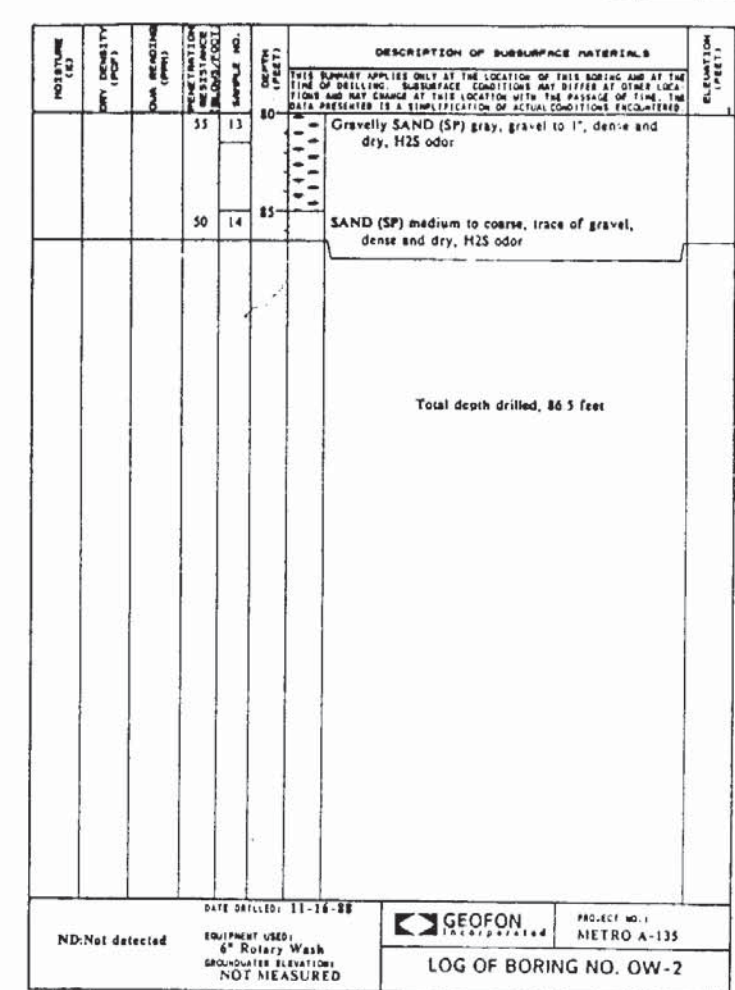 MOISTURE (%)
DRY DENSITY (PCF)
OVA READING (PPM)
PENETRATION RESISTANCE (BLOWS/FOOT)
SAMPLE NO.
DEPTH (FEET)
DESCRIPTION OF SUBSURFACE MATERIALS
ELEVATION (FEET)
THIS SUMMARY APPLIES ONLY AT THE LOCATION OF THIS BORING AND AT THE
TIME OF DRILLING. SUBSURFACE CONDITIONS MAY DIFFER AT OTHER LOCA-
TIONS AND MAY CHANGE AT THIS LOCATION WITH THE PASSAGE OF TIME. THE
DATA PRESENTED IS A SIMPLIFICATION OF ACTUAL CONDITIONS ENCOUNTERED.
80
55 13 Gravelly SAND (SP) gray, gravel to 1", dense and
dry, H2S odor
85
50 14 SAND (SP) medium to coarse, trace of gravel,
dense and dry, H2S odor
Total depth drilled, 86 5 feet
ND:Not detected
DATE DRILLED: 11-16-88
EQUIPMENT USED:
6" Rotary Wash
GROUNDWATER ELEVATION:
NOT MEASURED
GEOFON
Incorporated
PROJECT NO.:
METRO A-135
LOG OF BORING NO. OW-2